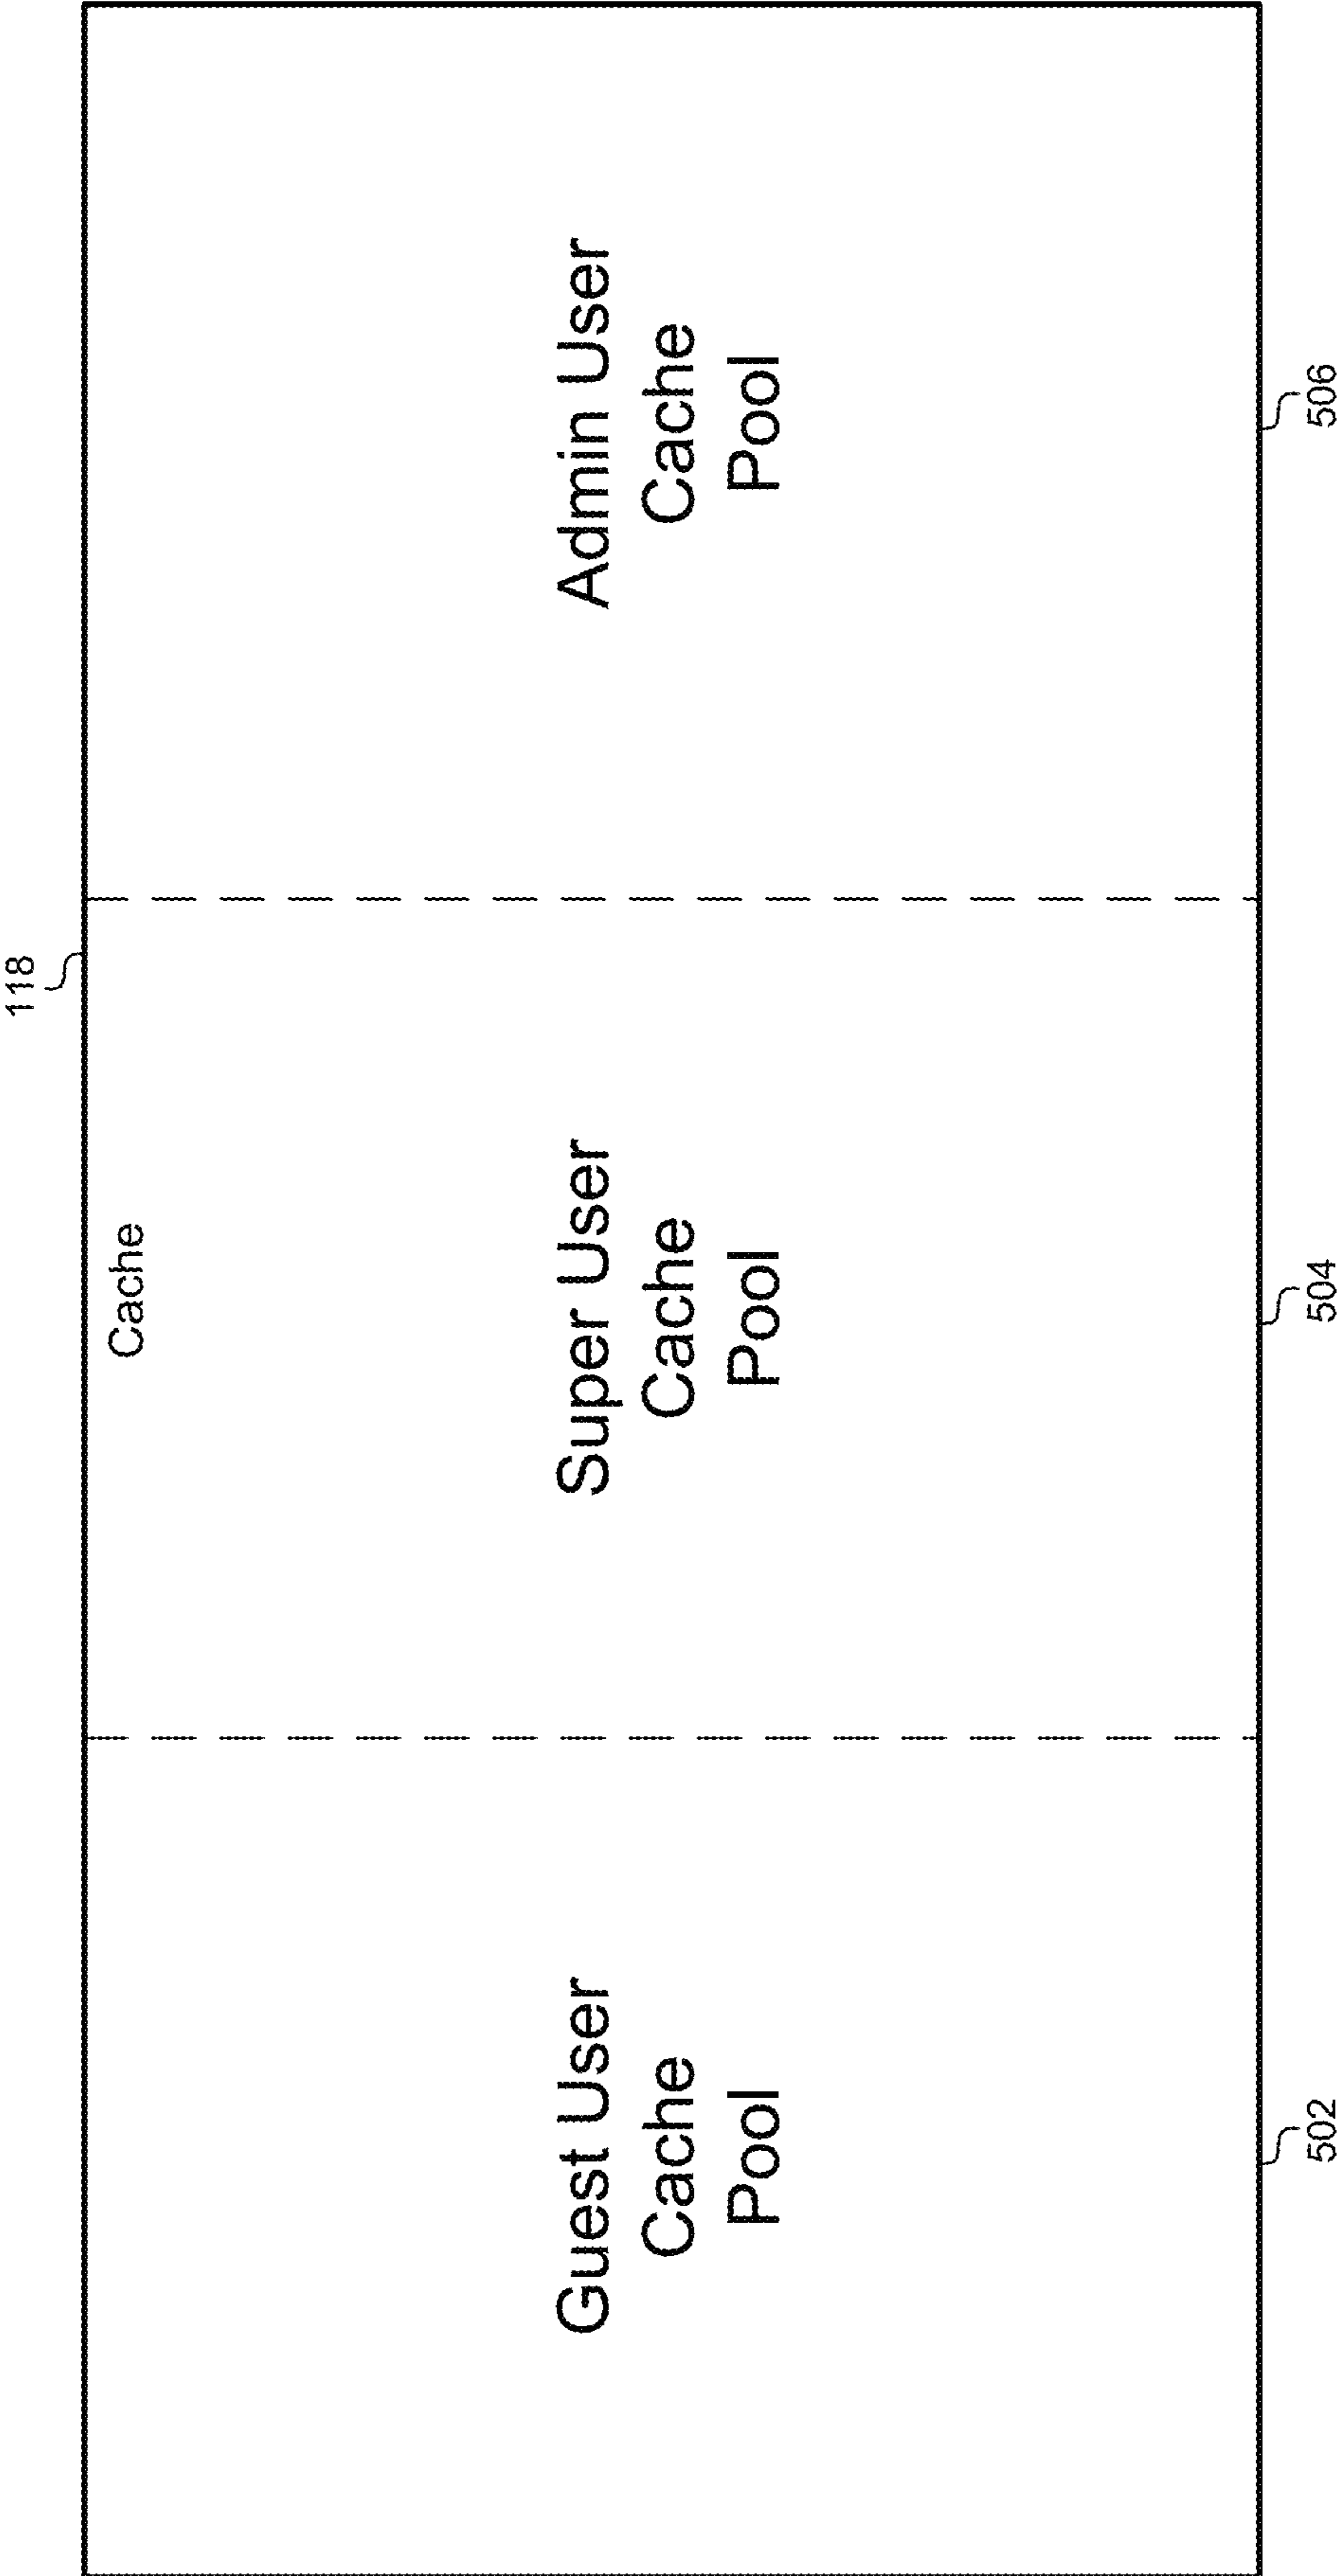 118
Cache
Guest User
Cache
Pool
Super User
Cache
Pool
Admin User
Cache
Pool
502
504
506